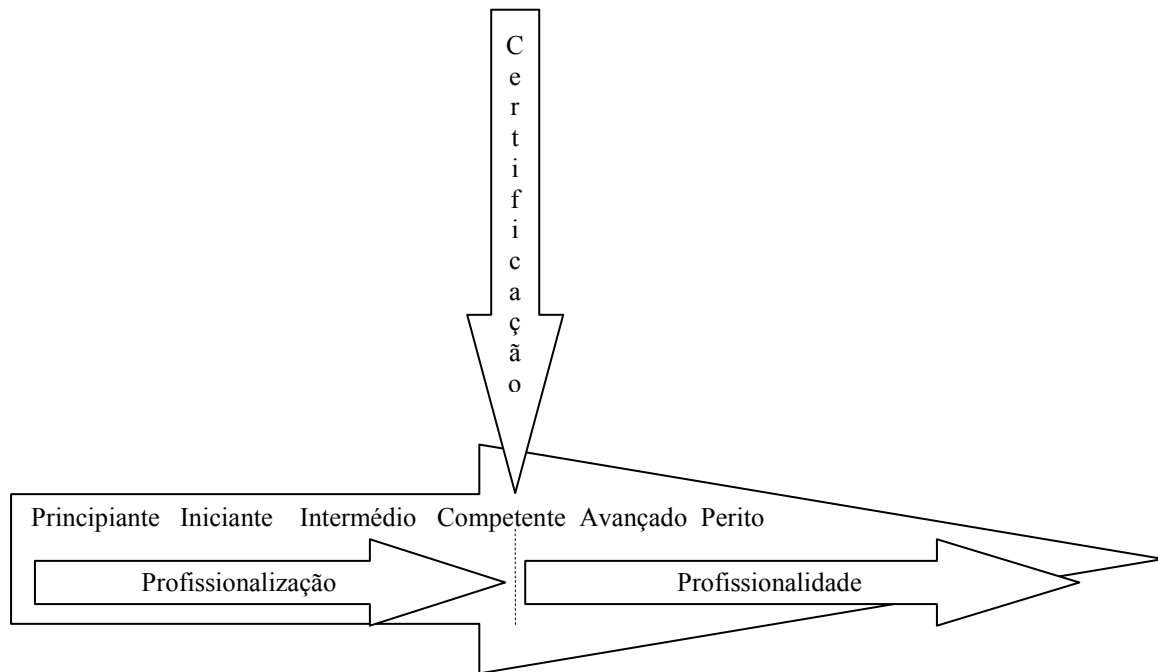 Certificação
Principiante Iniciante Intermédio Competente Avançado Perito
Profissionalização Profissionalidade